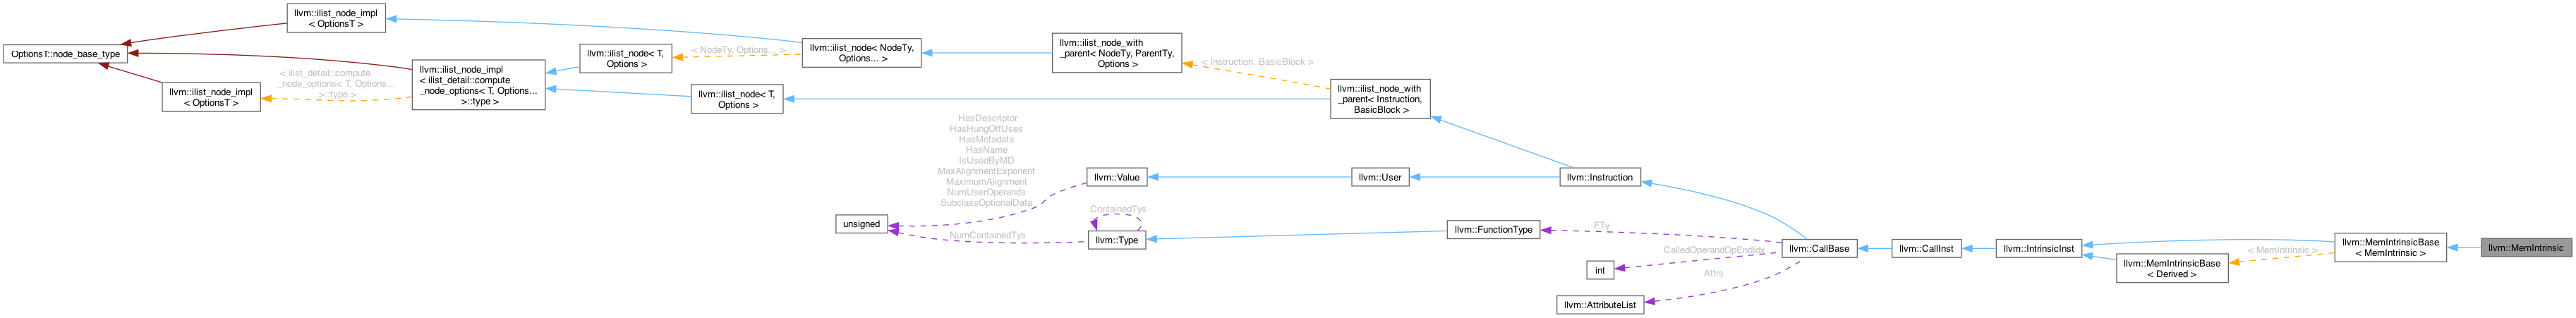 llvm::ilist_node_impl
< OptionsT >
OptionsT::node_base_type
llvm::ilist_node_impl
< OptionsT >
< ilist_detail::compute
_node_options< T, Options...
>::type >
llvm::ilist_node_impl
< ilist_detail::compute
_node_options< T, Options...
>::type >
llvm::ilist_node< T,
Options >
< NodeTy, Options... >
llvm::ilist_node< T,
Options >
llvm::ilist_node< NodeTy,
Options... >
llvm::ilist_node_with
_parent< NodeTy, ParentTy,
Options >
< Instruction, BasicBlock >
llvm::ilist_node_with
_parent< Instruction,
BasicBlock >
HasDescriptor
HasHungOffUses
HasMetadata
HasName
IsUsedByMD
MaxAlignmentExponent
MaximumAlignment
NumUserOperands
SubclassOptionalData
unsigned
NumContainedTys
llvm::Value
ContainedTys
llvm::Type
llvm::User
llvm::FunctionType
llvm::Instruction
FTy
int
CalledOperandOpEndIdx
llvm::AttributeList
Attrs
llvm::CallBase
llvm::CallInst
llvm::IntrinsicInst
llvm::MemIntrinsicBase
< Derived >
< MemIntrinsic >
llvm::MemIntrinsicBase
< MemIntrinsic >
llvm::MemIntrinsic